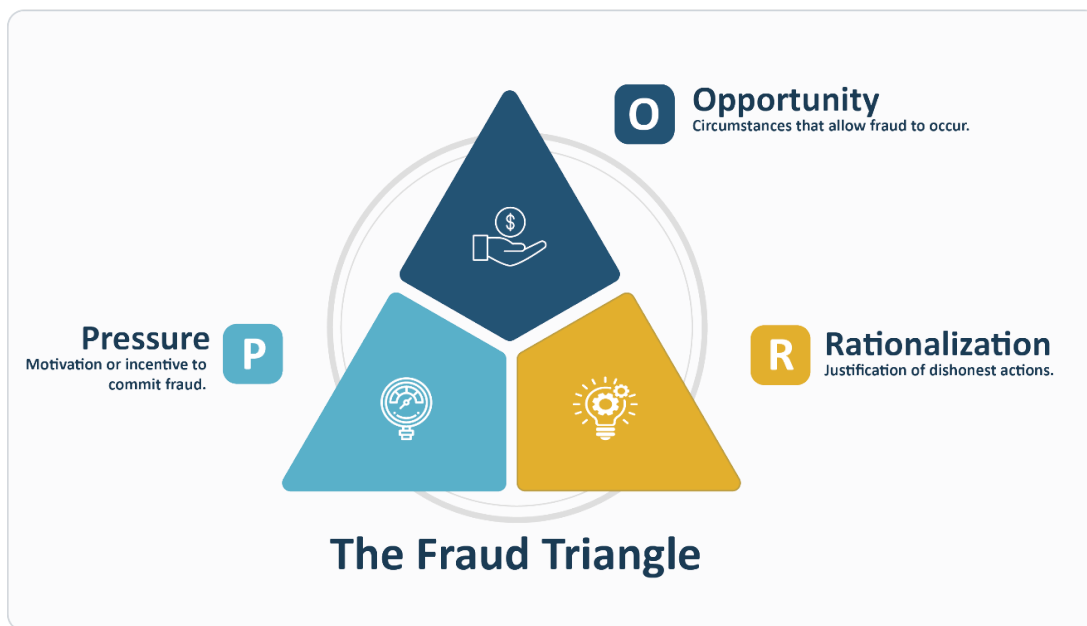 O
Opportunity
Circumstances that allow fraud to occur.
$
P
Pressure
Motivation or incentive to
commit fraud.
R
Rationalization
Justification of dishonest actions.
The Fraud Triangle